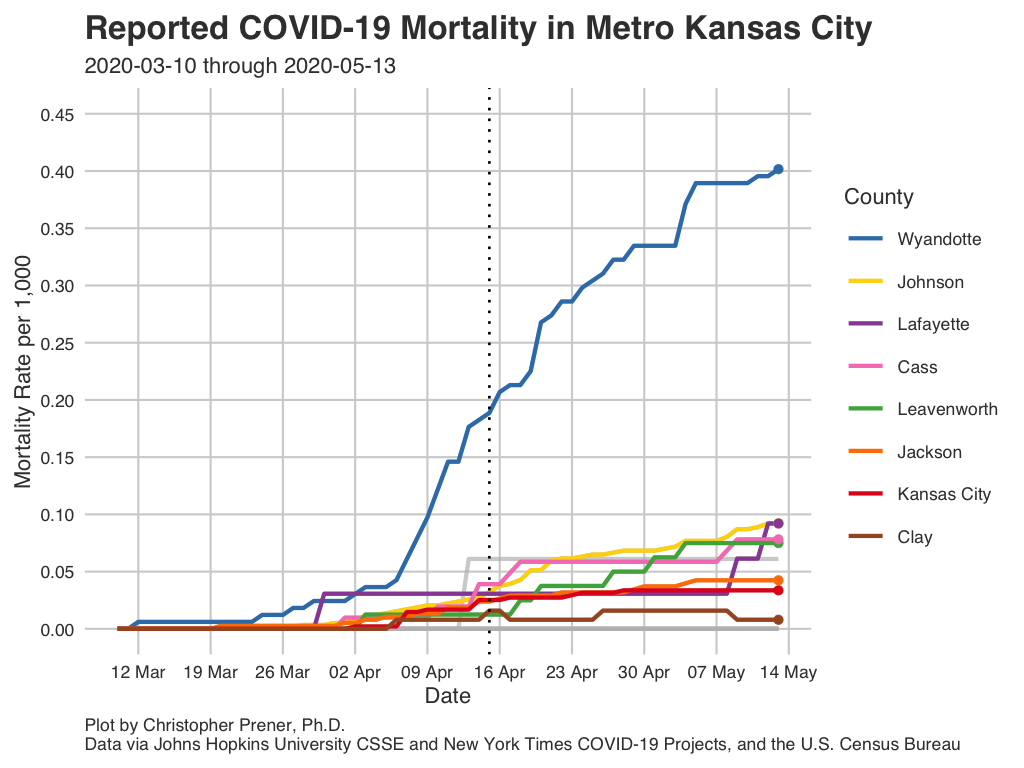 Reported COVID-19 Mortality in Metro Kansas City
2020-03-10 through 2020-05-13
Mortality Rate per 1,000
0.45
0.40
0.35
0.30
0.25
0.20
0.15
0.10
0.05
0.00
12 Mar 19 Mar 26 Mar 02 Apr 09 Apr 16 Apr 23 Apr 30 Apr 07 May 14 May
Date
County
Wyandotte
Johnson
Lafayette
Cass
Leavenworth
Jackson
Kansas City
Clay
Plot by Christopher Prener, Ph.D.
Data via Johns Hopkins University CSSE and New York Times COVID-19 Projects, and the U.S. Census Bureau